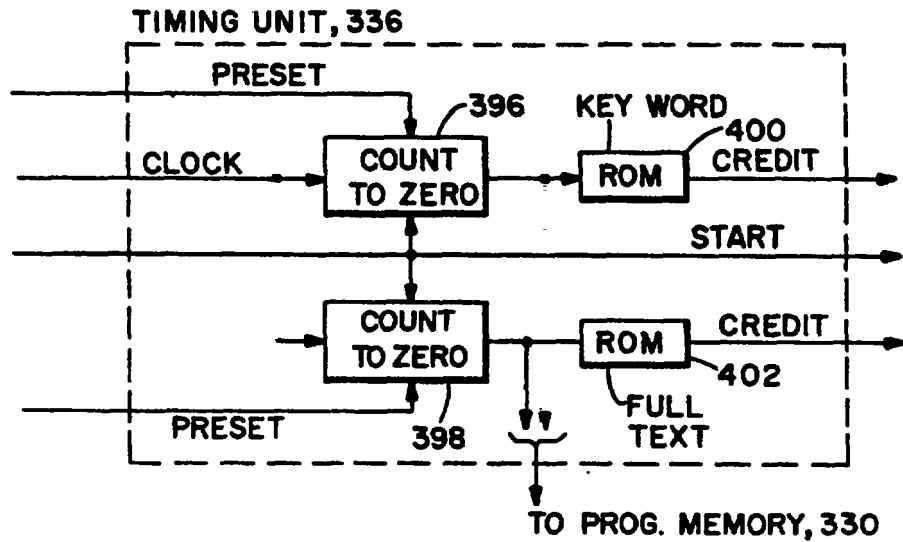 TIMING UNIT, 336
PRESET
396
KEY WORD
400
CLOCK
COUNT
TO ZERO
ROM
CREDIT
START
COUNT
TO ZERO
ROM
CREDIT
402
PRESET
398
FULL
TEXT
TO PROG. MEMORY, 330